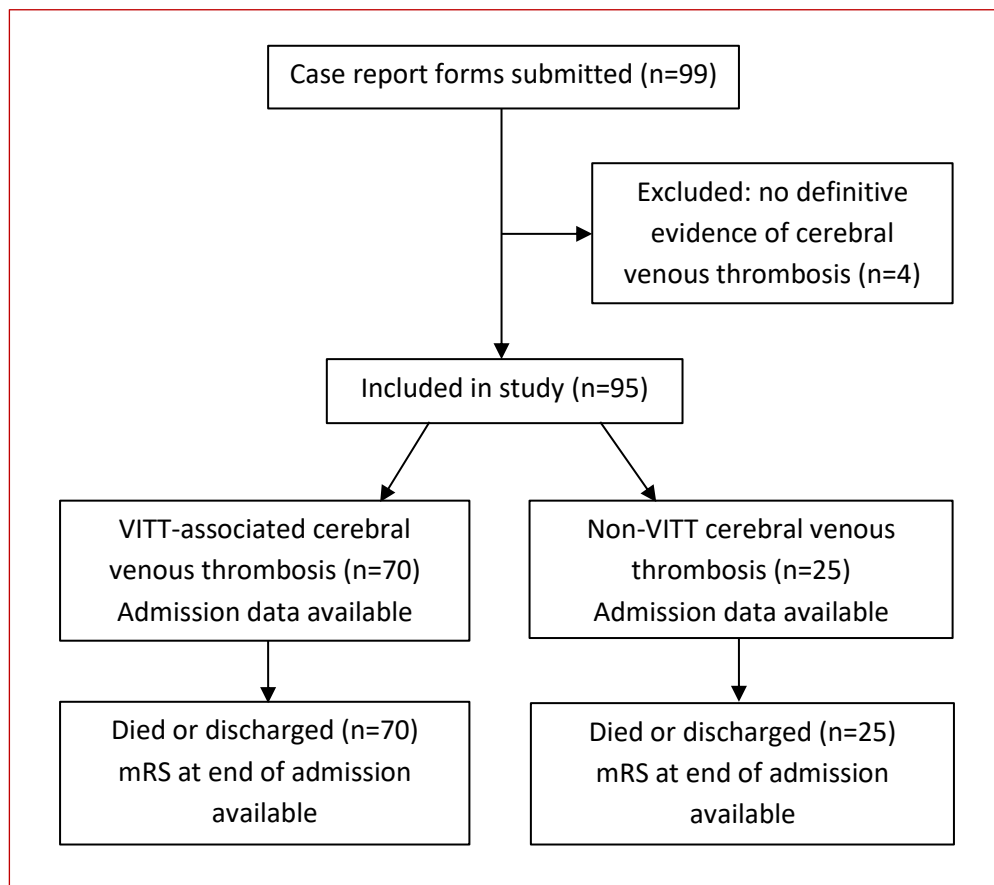 Case report forms submitted (n=99)
Excluded: no definitive
evidence of cerebral
venous thrombosis (n=4)
Included in study (n=95)
VITT-associated cerebral
venous thrombosis (n=70)
Admission data available
Non-VITT cerebral venous
thrombosis (n=25)
Admission data available
Died or discharged (n=70)
mRS at end of admission
available
Died or discharged (n=25)
mRS at end of admission
available